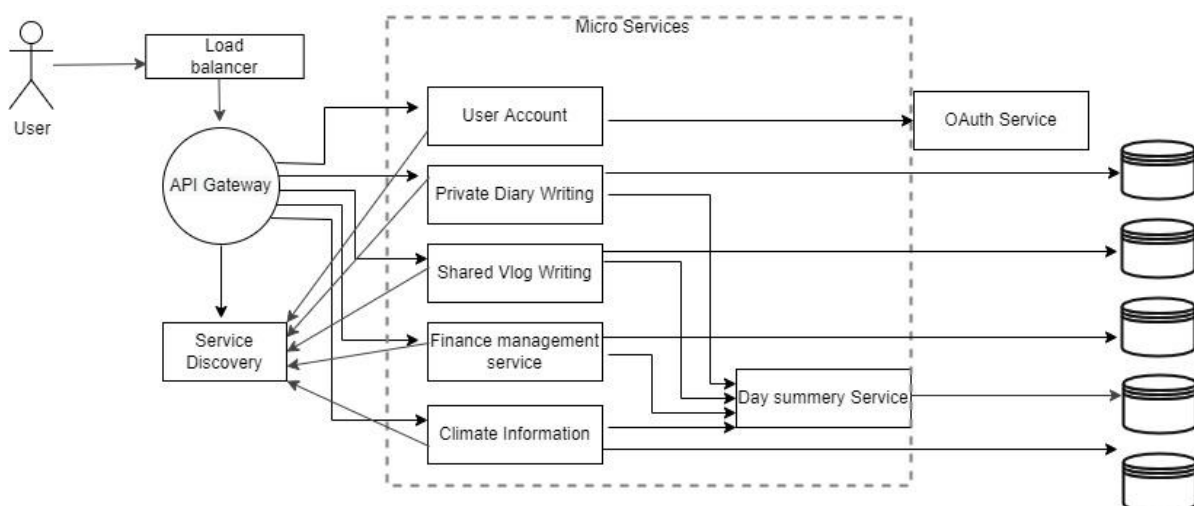 Micro Services
Load
balancer
User
User Account
OAuth Service
API Gateway
Private Diary Writing
Shared Vlog Writing
Service
Discovery
Finance management
service
Day summery Service
Climate Information